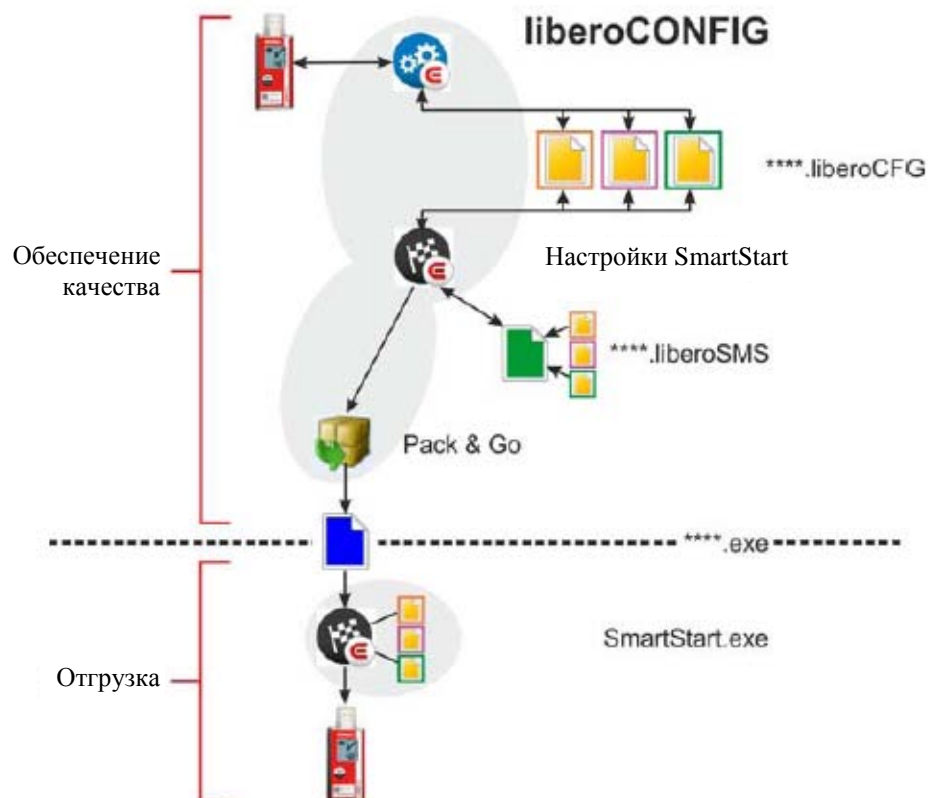 liberoCONFIG
****.liberoCFG
Обеспечение
качества
Настройки SmartStart
****.liberoSMS
Pack & Go
****.exe
SmartStart.exe
Отгрузка